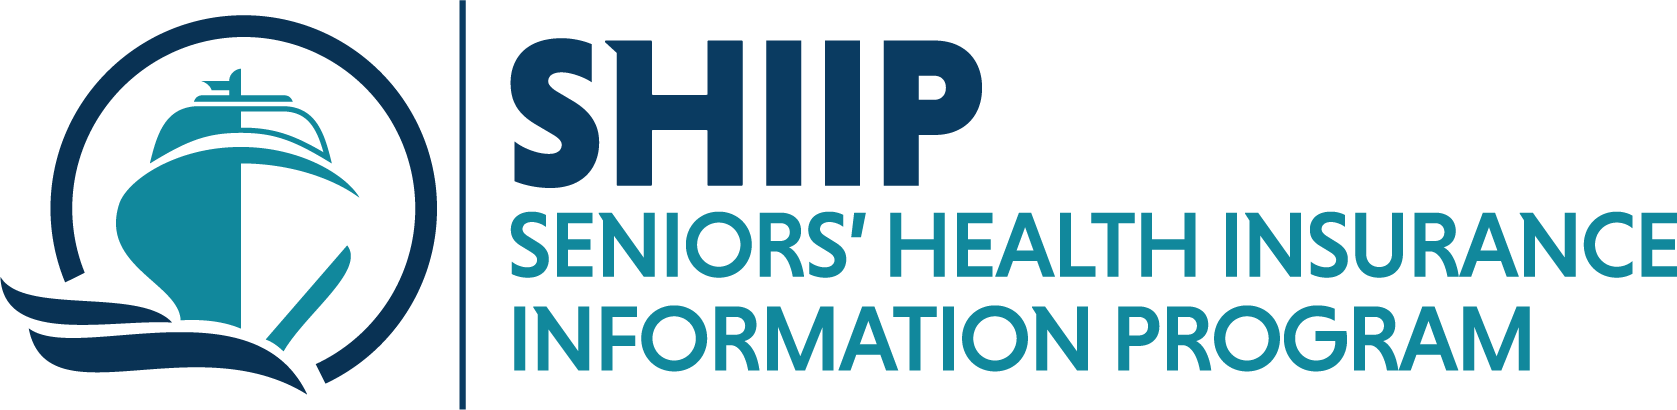 SHIIP
SENIORS’ HEALTH INSURANCE
INFORMATION PROGRAM